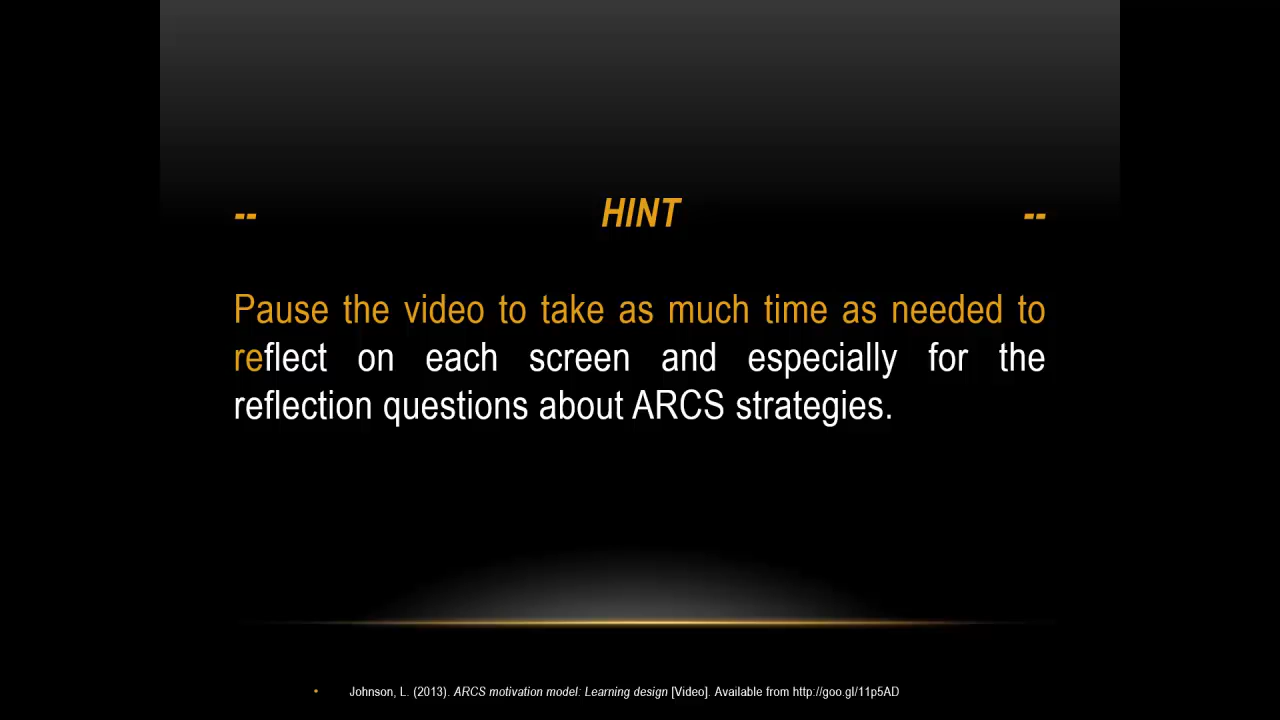 -- HINT --
Pause the video to take as much time as needed to
reflect on each screen and especially for the
reflection questions about ARCS strategies.
• Johnson, L. (2013). ARCS motivation model: Learning design [Video]. Available from http://goo.gl/11p5AD